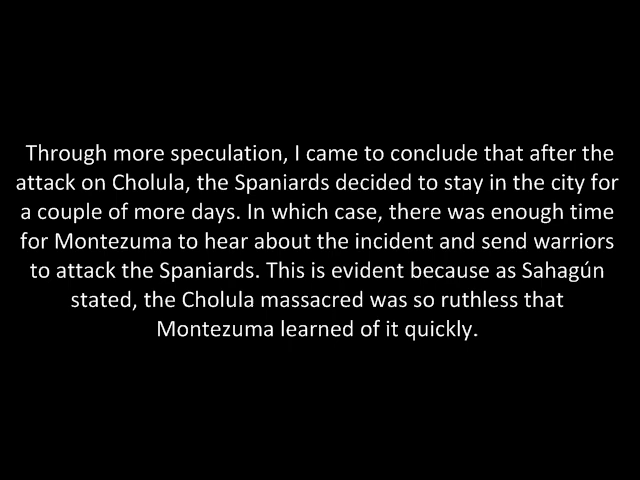 Through more speculation, I came to conclude that after the
attack on Cholula, the Spaniards decided to stay in the city for
a couple of more days. In which case, there was enough time
for Montezuma to hear about the incident and send warriors
to attack the Spaniards. This is evident because as Sahagún
stated, the Cholula massacred was so ruthless that
Montezuma learned of it quickly.